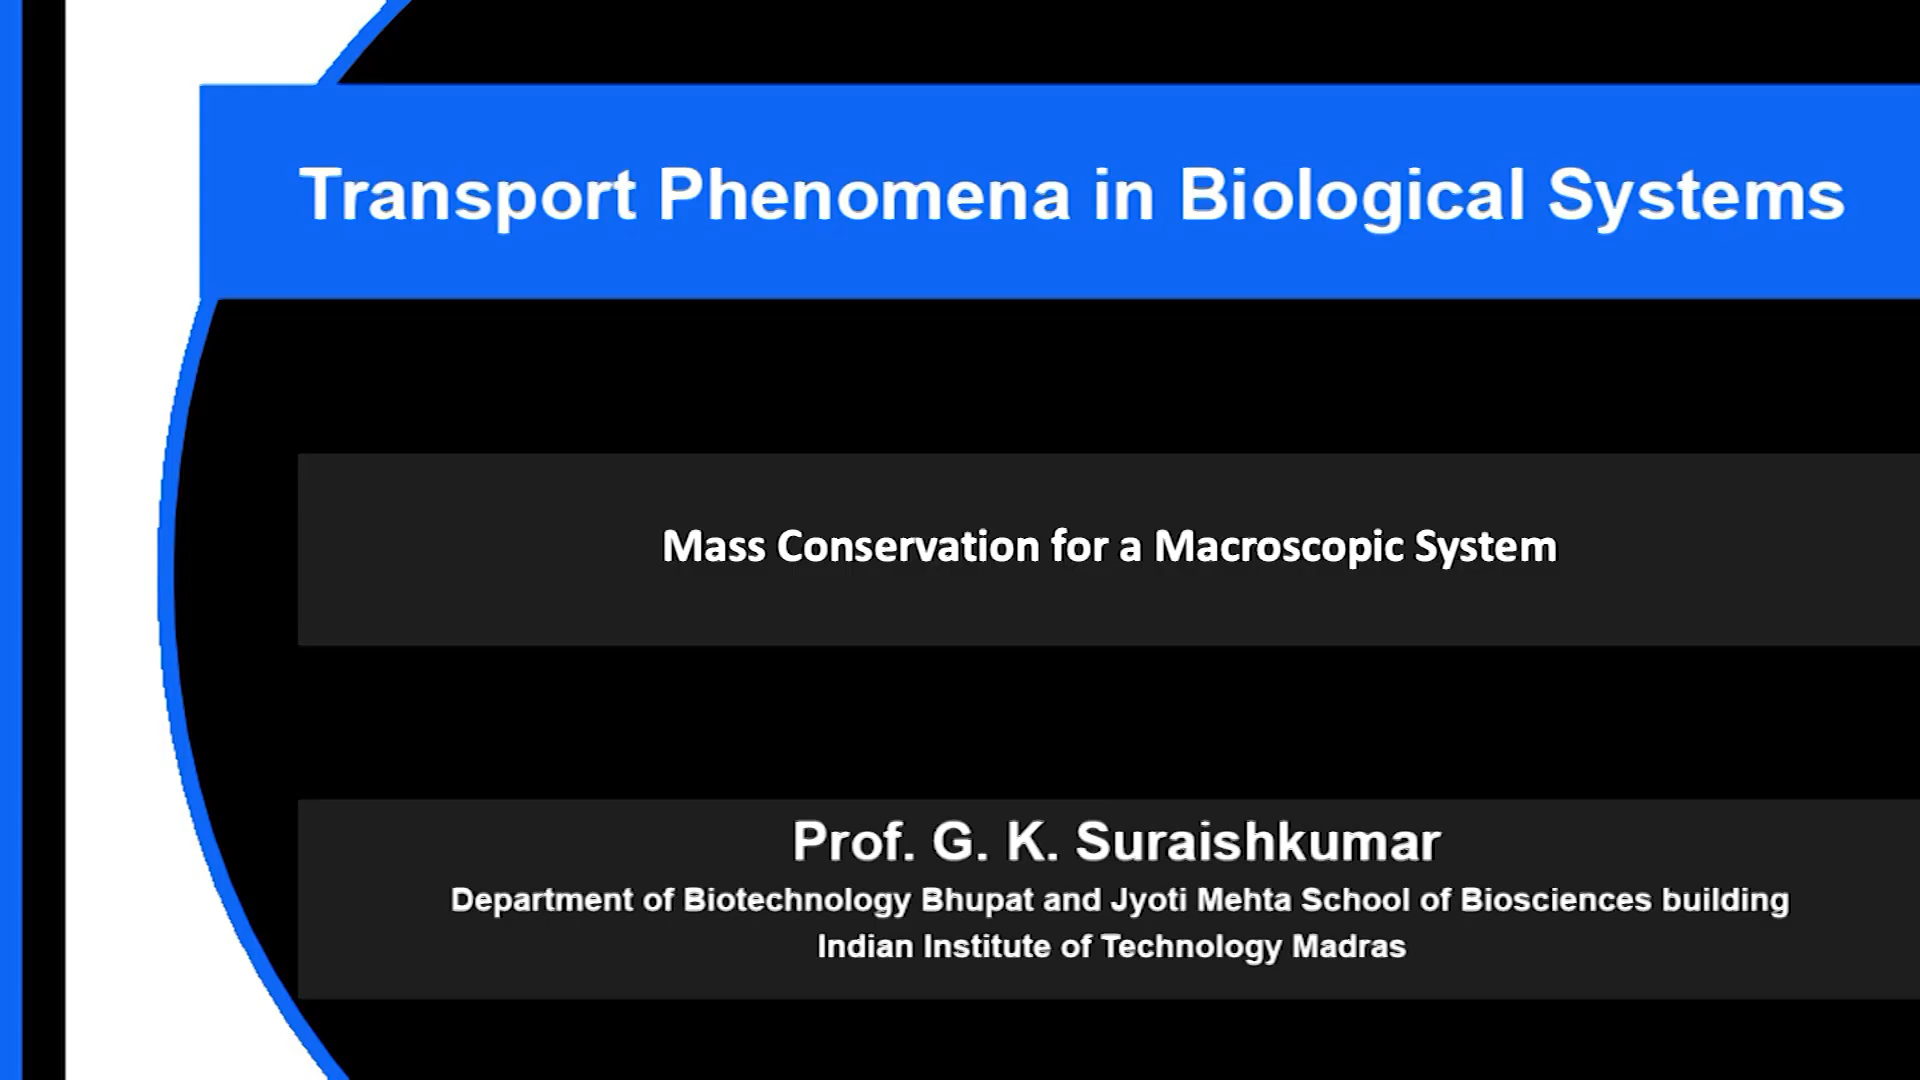 Transport Phenomena in Biological Systems
Mass Conservation for a Macroscopic System
Prof. G. K. Suraishkumar
Department of Biotechnology Bhupat and Jyoti Mehta School of Biosciences building
Indian Institute of Technology Madras